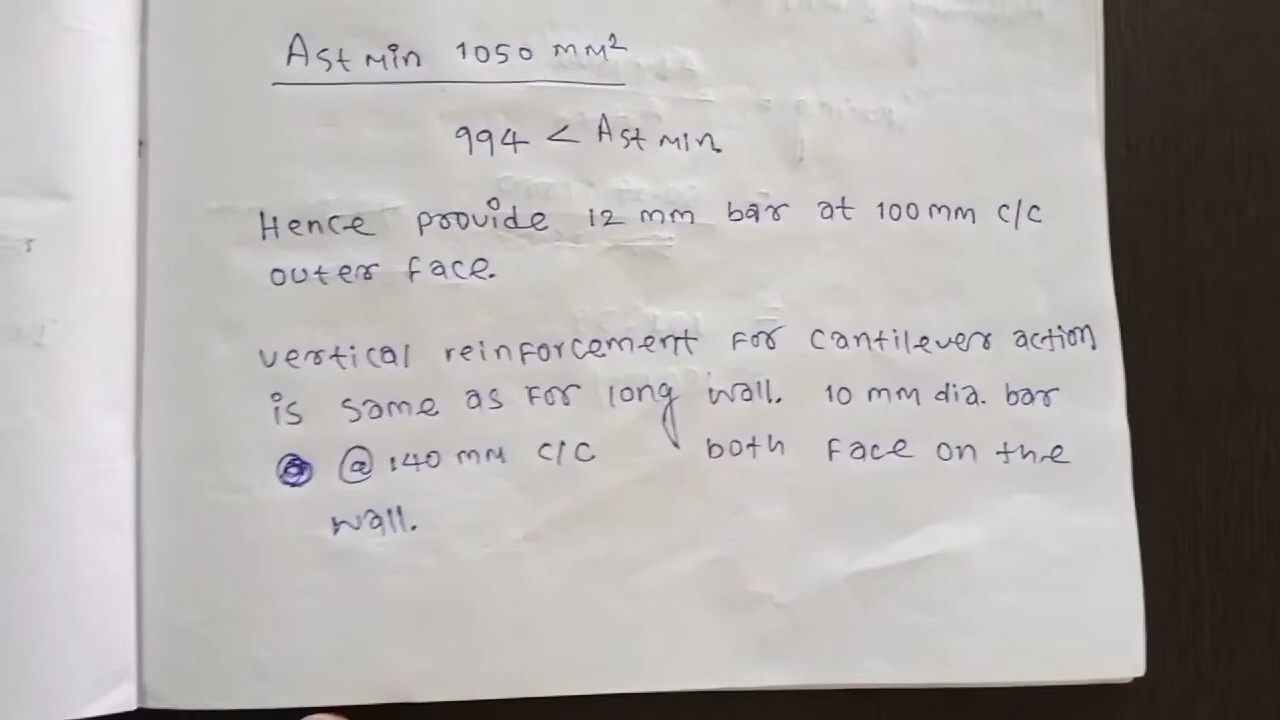 Ast min 1050 mm²
994 < Ast min
Hence provide 12 mm bar at 100 mm c/c
outer face.
vertical reinforcement For cantilever action
is same as For long wall. 10 mm dia. bar
@ 140 mm c/c both Face on the
wall.